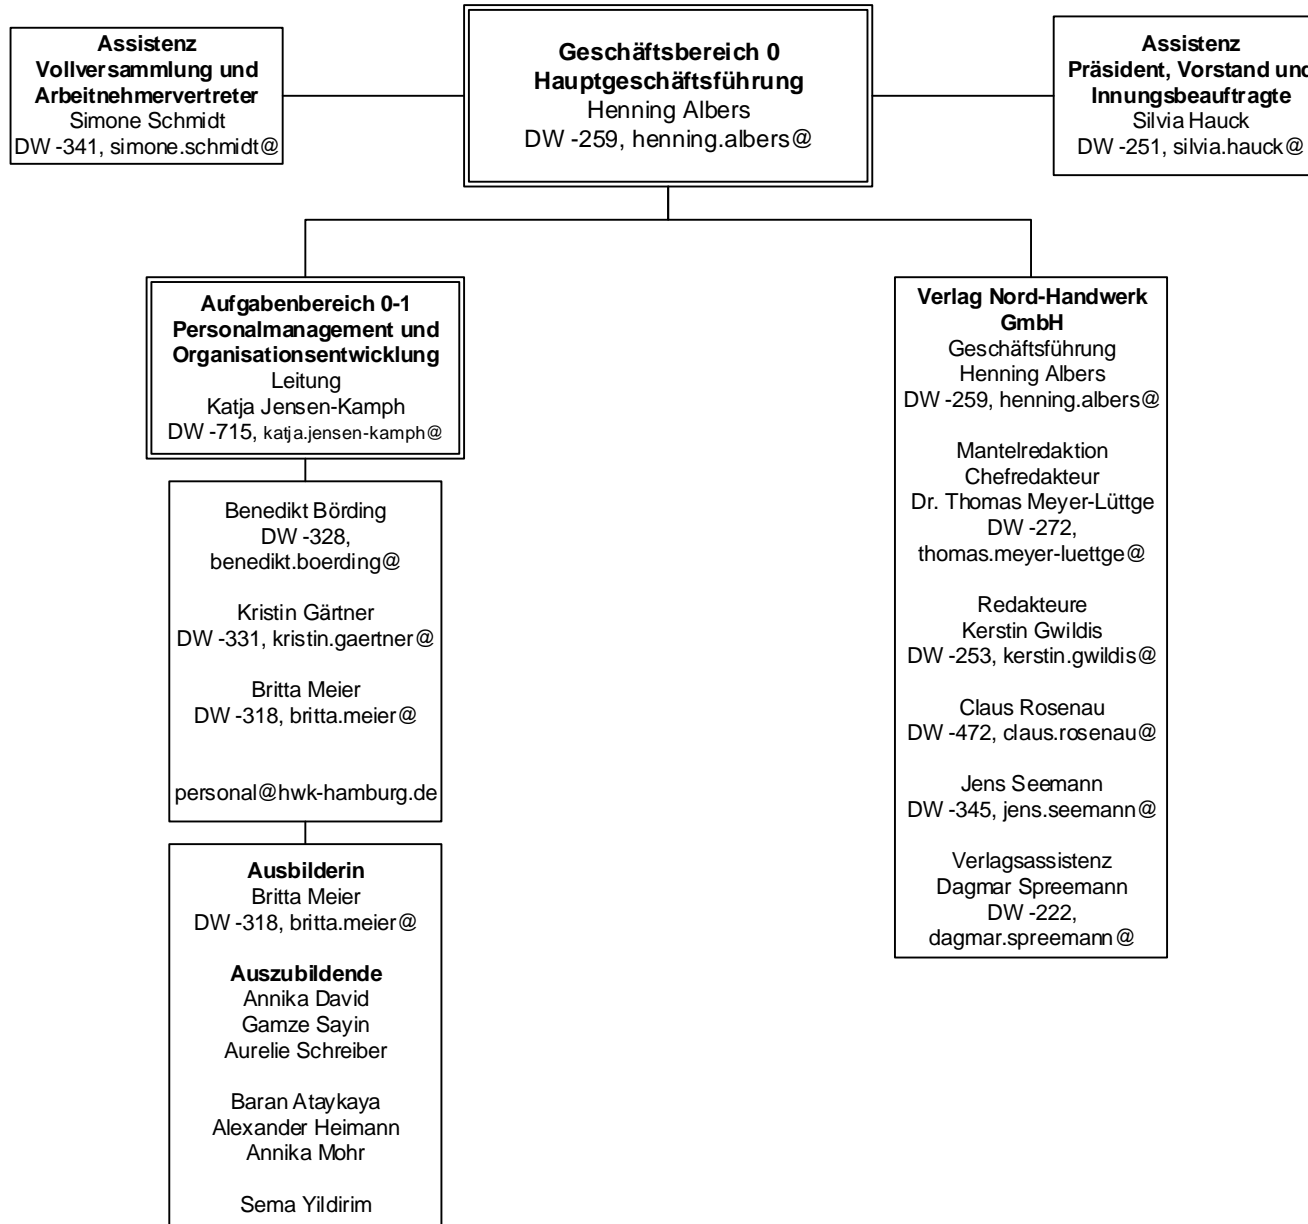 Assistenz
Vollversammlung und
Arbeitnehmervertreter
Simone Schmidt
DW -341, simone.schmidt@
Geschäftsbereich 0
Hauptgeschäftsführung
Henning Albers
DW -259, henning.albers@
Assistenz
Präsident, Vorstand und
Innungsbeauftragte
Silvia Hauck
DW -251, silvia.hauck@
Aufgabenbereich 0-1
Personalmanagement und
Organisationsentwicklung
Leitung
Katja Jensen-Kamph
DW -715, katja.jensen-kamph@
Benedikt Börding
DW -328,
benedikt.boerding@
Kristin Gärtner
DW -331, kristin.gaertner@
Britta Meier
DW -318, britta.meier@
personal@hwk-hamburg.de
Ausbilderin
Britta Meier
DW -318, britta.meier@
Auszubildende
Annika David
Gamze Sayin
Aurelie Schreiber
Baran Ataykaya
Alexander Heimann
Annika Mohr
Sema Yildirim
Verlag Nord-Handwerk
GmbH
Geschäftsführung
Henning Albers
DW -259, henning.albers@
Mantelredaktion
Chefredakteur
Dr. Thomas Meyer-Lüttge
DW -272,
thomas.meyer-luettge@
Redakteure
Kerstin Gwildis
DW -253, kerstin.gwildis@
Claus Rosenau
DW -472, claus.rosenau@
Jens Seemann
DW -345, jens.seemann@
Verlagsassistenz
Dagmar Spreemann
DW -222,
dagmar.spreemann@